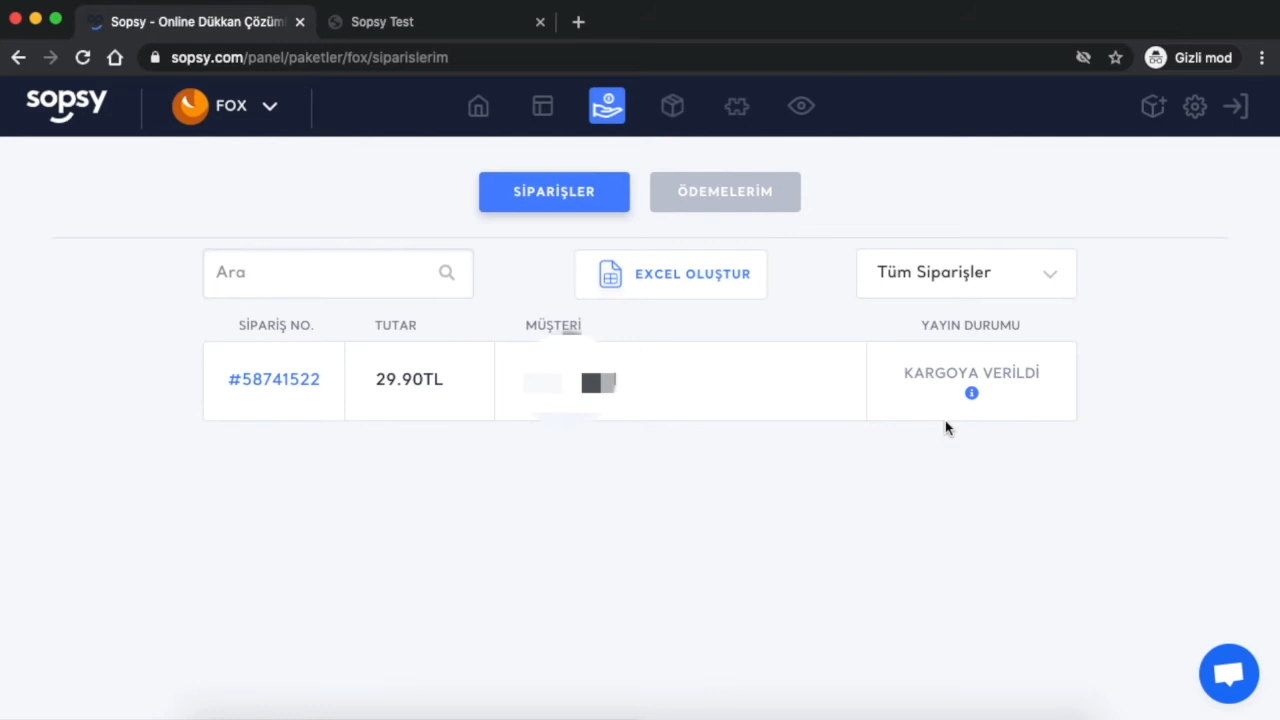 Sopsy - Online Dükkan Çözüml
Sopsy Test
sopsy.com/panel/paketler/fox/siparislerim
Gizli mod
sopsy
FOX
SİPARİŞLER
ÖDEMELERİM
Ara
EXCEL OLUŞTUR
Tüm Siparişler
SİPARİŞ NO.
TUTAR
MÜŞTERİ
YAYIN DURUMU
#58741522
29.90TL
KARGOYA VERİLDİ